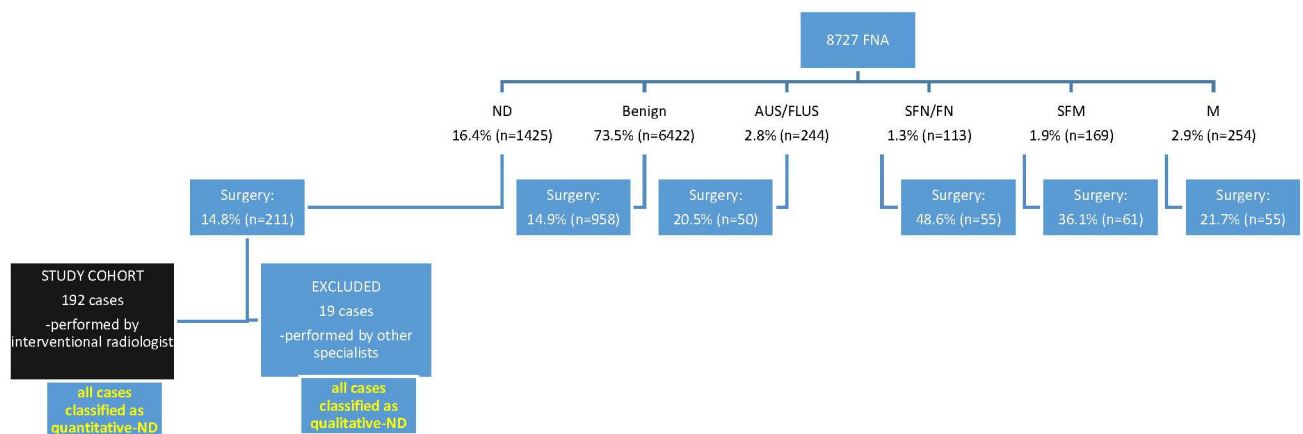 8727 FNA
ND
16.4% (n=1425)
Benign
73.5% (n=6422)
AUS/FLUS
2.8% (n=244)
SFN/FN
1.3% (n=113)
SFM
1.9% (n=169)
M
2.9% (n=254)
Surgery:
14.8% (n=211)
Surgery:
14.9% (n=958)
Surgery:
20.5% (n=50)
Surgery:
48.6% (n=55)
Surgery:
36.1% (n=61)
Surgery:
21.7% (n=55)
STUDY COHORT
192 cases
-performed by
interventional radiologist
all cases
classified as
quantitative-ND
EXCLUDED
19 cases
-performed by other
specialists
all cases
classified as
qualitative-ND